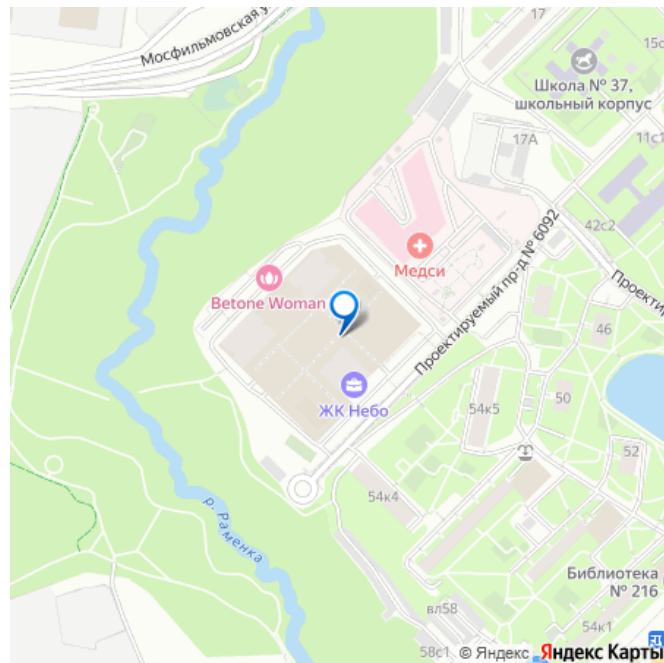 Мосфильмовская у
17
15с
Школа № 37,
школьный корпус
17А
11с1
42с2
Медси
Проектируемый пр-д № 6092
Проектир
Betone Woman
46
ЖК Небо
54к5
50
52
54к4
р. Раменка
Библиотека
№ 216
вл58
54к1
58с1
© Яндекс Яндекс Карты